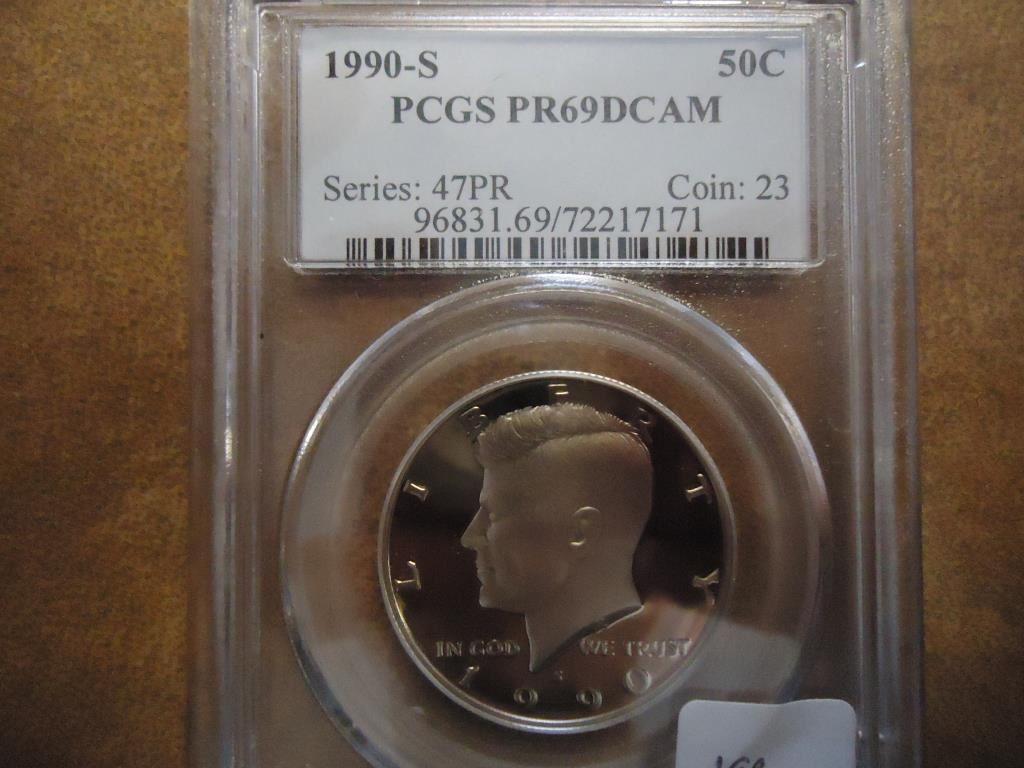 1990-S 50C
PCGS PR69DCAM
Series: 47PR Coin: 23
96831.69/72217171
LIBERTY
IN GOD WE TRUST
S
1990